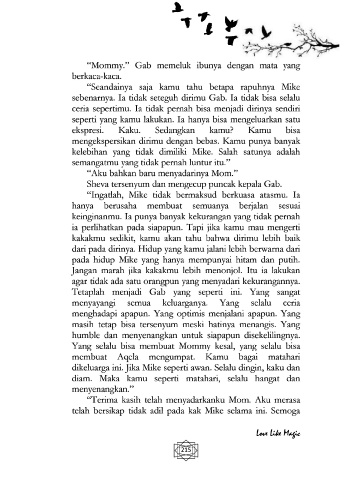 "Mommy." Gab memeluk ibunya dengan mata yang
berkaca-kaca.
"Seandainya saja kamu tahu betapa rapuhnya Mike
sebenarnya. Ia tidak seteguh dirimu Gab. Ia tidak bisa selalu
ceria sepertimu. Ia tidak pernah bisa menjadi dirinya sendiri
seperti yang kamu lakukan. Ia hanya bisa mengeluarkan satu
ekspresi. Kaku. Sedangkan kamu? Kamu bisa
mengekspersikan dirimu dengan bebas. Kamu punya banyak
kelebihan yang tidak dimiliki Mike. Salah satunya adalah
semangatmu yang tidak pernah luntur itu."
"Aku bahkan baru menyadarinya Mom."
Sheva tersenyum dan mengecup puncak kepala Gab.
"Ingatlah, Mike tidak bermaksud berkuasa atasmu. Ia
hanya berusaha membuat semuanya berjalan sesuai
keinginanmu. Ia punya banyak kekurangan yang tidak pernah
ia perlihatkan pada siapapun. Tapi jika kamu mau mengerti
kakakmu sedikit, kamu akan tahu bahwa dirimu lebih baik
dari pada dirinya. Hidup yang kamu jalani lebih berwarna dari
pada hidup Mike yang hanya mempunyai hitam dan putih.
Jangan marah jika kakakmu lebih menonjol. Itu ia lakukan
agar tidak ada satu orangpun yang menyadari kekurangannya.
Tetaplah menjadi Gab yang seperti ini. Yang sangat
menyayangi semua keluarganya. Yang selalu ceria
menghadapi apapun. Yang optimis menjalani apapun. Yang
masih tetap bisa tersenyum meski hatinya menangis. Yang
humble dan menyenangkan untuk siapapun disekelilingnya.
Yang selalu bisa membuat Mommy kesal, yang selalu bisa
membuat Aqela mengumpat. Kamu bagai matahari
dikeluarga ini. Jika Mike seperti awan. Selalu dingin, kaku dan
diam. Maka kamu seperti matahari, selalu hangat dan
menyenangkan."
"Terima kasih telah menyadarkanku Mom. Aku merasa
telah bersikap tidak adil pada kak Mike selama ini. Semoga
Love Like Magic
215